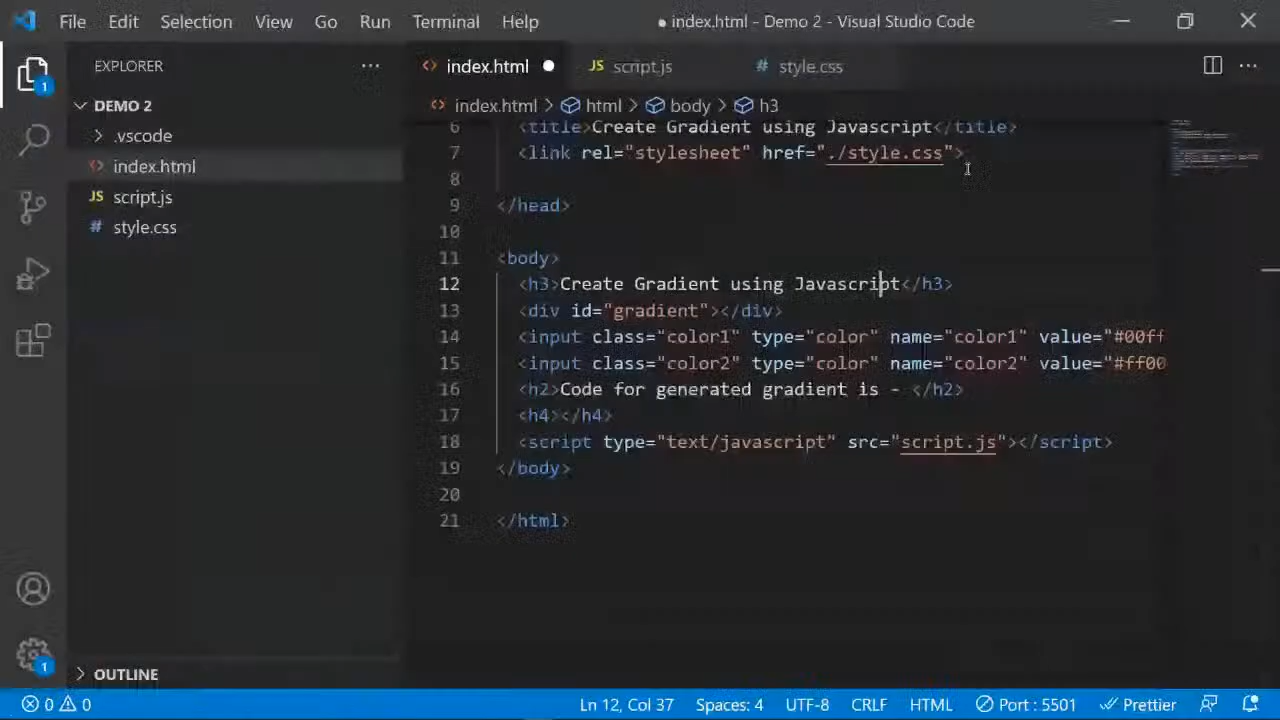 File Edit Selection View Go Run Terminal Help ● index.html - Demo 2 - Visual Studio Code
EXPLORER ...
index.html ● JS script.js # style.css ...
DEMO 2
index.html > html > body > h3
.vscode
index.html
JS script.js
# style.css
6 <title>Create Gradient using Javascript</title>
7 <link rel="stylesheet" href="./style.css">
8
9 </head>
10
11 <body>
12 <h3>Create Gradient using Javascript</h3>
13 <div id="gradient"></div>
14 <input class="color1" type="color" name="color1" value="#00ff
15 <input class="color2" type="color" name="color2" value="#ff00
16 <h2>Code for generated gradient is - </h2>
17 <h4></h4>
18 <script type="text/javascript" src="script.js"></script>
19 </body>
20
21 </html>
1
1
OUTLINE
0 0 Ln 12, Col 37 Spaces: 4 UTF-8 CRLF HTML Port : 5501 Prettier